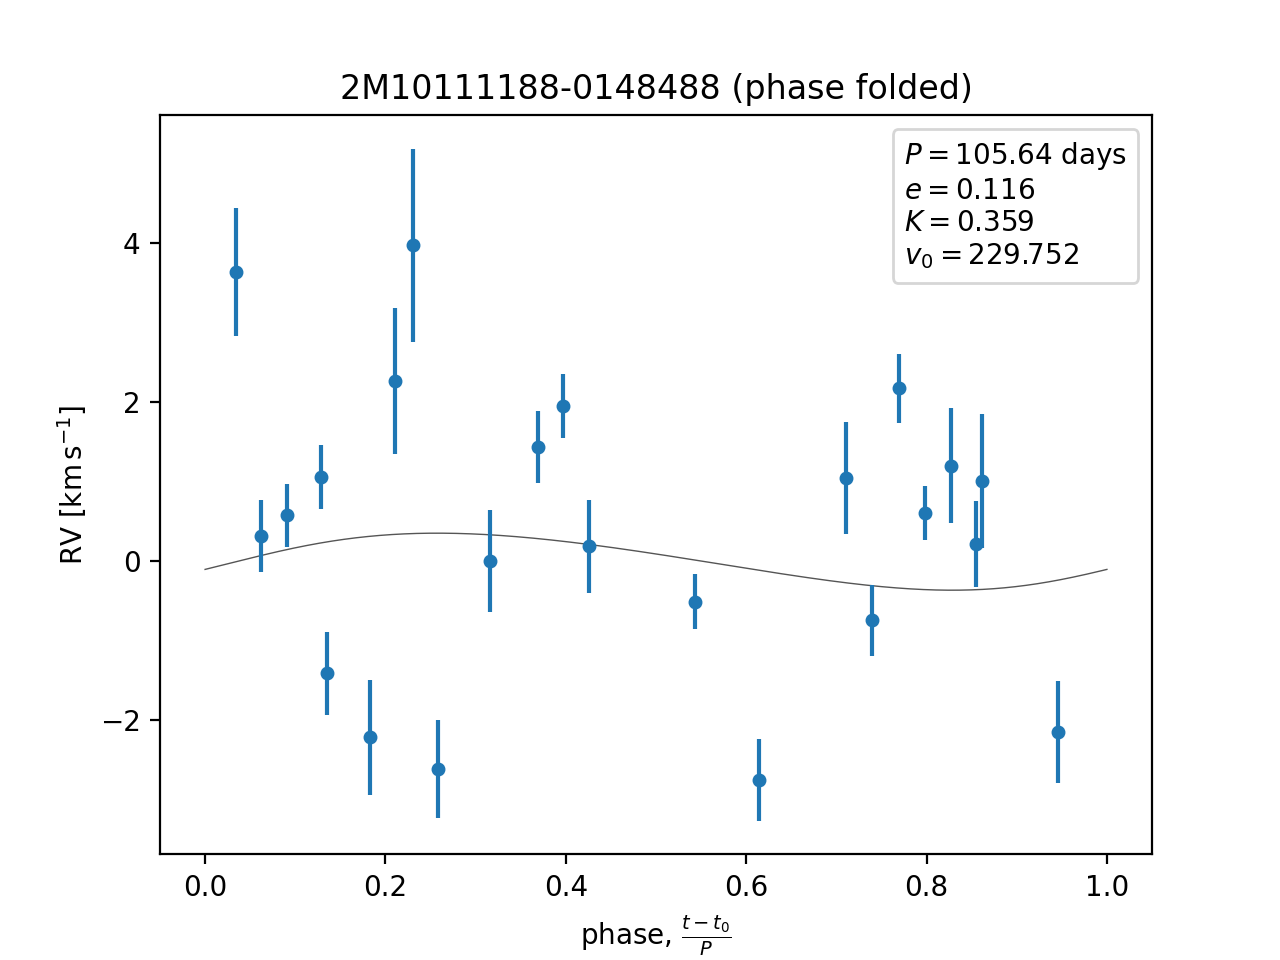 2M10111188-0148488 (phase folded)
P = 105.64 days
e = 0.116
K = 0.359
v₀ = 229.752
4
2
0
−2
RV [km s⁻¹]
0.0 0.2 0.4 0.6 0.8 1.0
phase, (t − t₀)/P